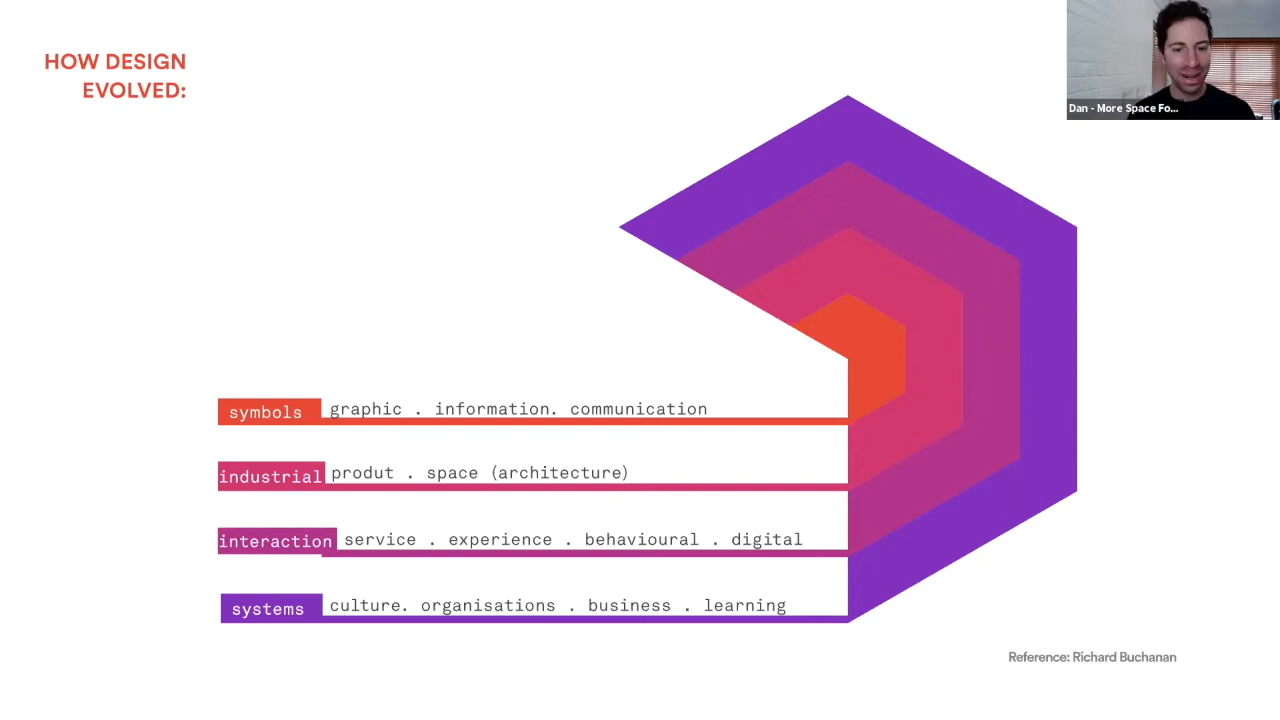 HOW DESIGN
EVOLVED:
Dan - More Space Fo...
symbols graphic . information. communication
industrial produt . space (architecture)
interaction service . experience . behavioural . digital
systems culture. organisations . business . learning
Reference: Richard Buchanan